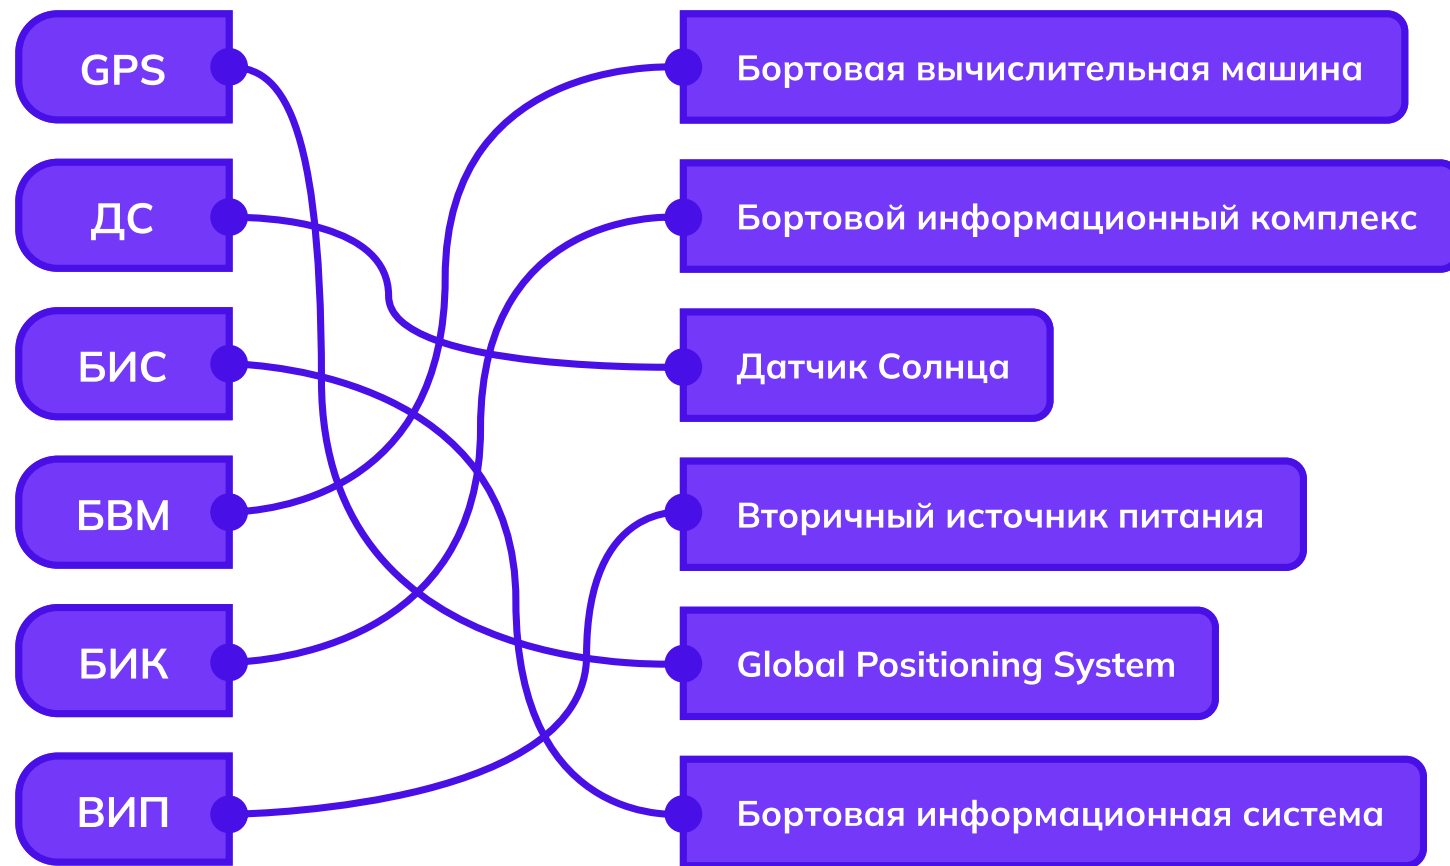 GPS
Бортовая вычислительная машина
ДС
Бортовой информационный комплекс
БИС
Датчик Солнца
БВМ
Вторичный источник питания
БИК
Global Positioning System
ВИП
Бортовая информационная система